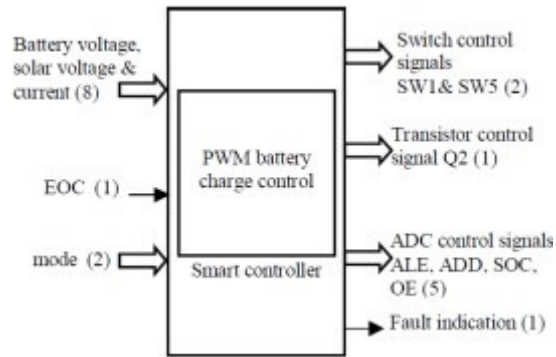 Battery voltage,
solar voltage &
current (8)
EOC (1)
mode (2)
PWM battery
charge control
Smart controller
Switch control
signals
SW1& SW5 (2)
Transistor control
signal Q2 (1)
ADC control signals
ALE, ADD, SOC,
OE (5)
Fault indication (1)